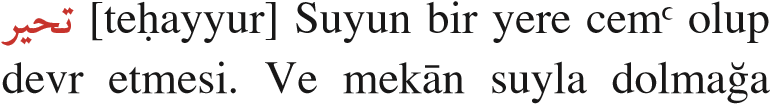 تحير [teḥayyur] Suyun bir yere cemᶜ olup
devr etmesi. Ve mekān suyla dolmağa